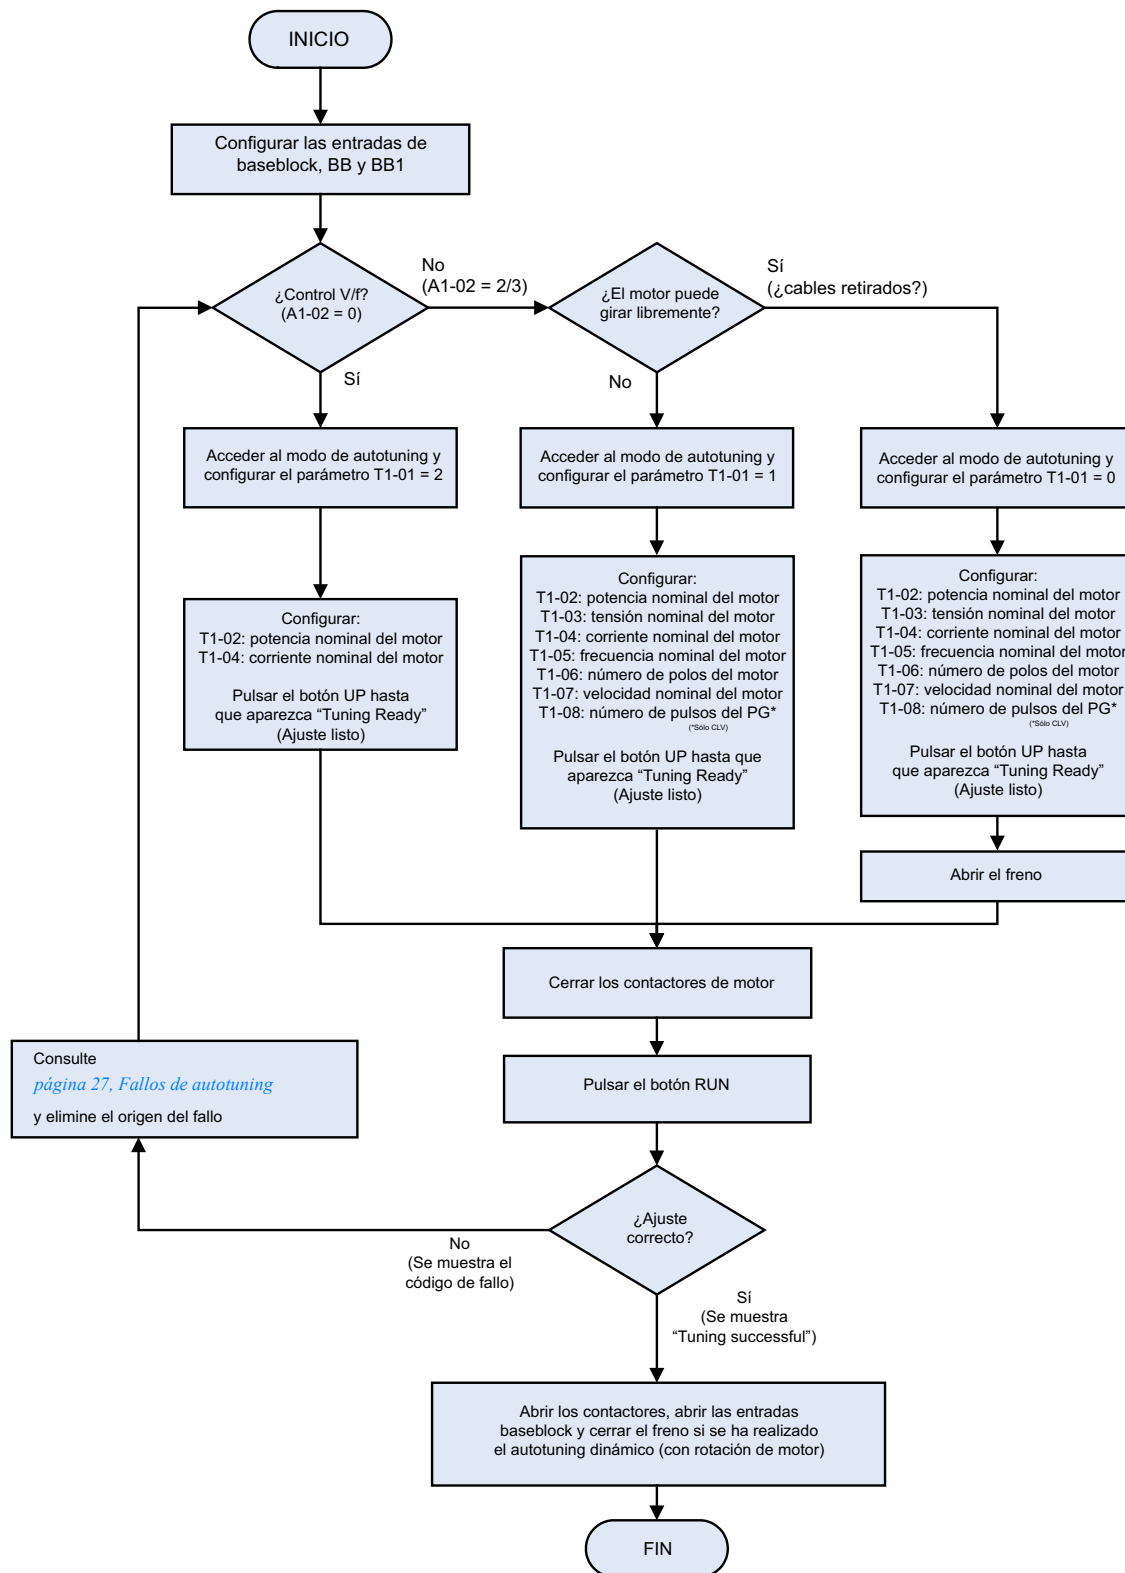 INICIO
Configurar las entradas de
baseblock, BB y BB1
¿Control V/f?
(A1-02 = 0)
No
(A1-02 = 2/3)
¿El motor puede
girar libremente?
Sí
(¿cables retirados?)
Sí
No
Acceder al modo de autotuning y
configurar el parámetro T1-01 = 2
Acceder al modo de autotuning y
configurar el parámetro T1-01 = 1
Acceder al modo de autotuning y
configurar el parámetro T1-01 = 0
Configurar:
T1-02: potencia nominal del motor
T1-04: corriente nominal del motor
Pulsar el botón UP hasta
que aparezca “Tuning Ready”
(Ajuste listo)
Configurar:
T1-02: potencia nominal del motor
T1-03: tensión nominal del motor
T1-04: corriente nominal del motor
T1-05: frecuencia nominal del motor
T1-06: número de polos del motor
T1-07: velocidad nominal del motor
T1-08: número de pulsos del PG*
(*Sólo CLV)
Pulsar el botón UP hasta que
aparezca “Tuning Ready”
(Ajuste listo)
Configurar:
T1-02: potencia nominal del motor
T1-03: tensión nominal del motor
T1-04: corriente nominal del motor
T1-05: frecuencia nominal del motor
T1-06: número de polos del motor
T1-07: velocidad nominal del motor
T1-08: número de pulsos del PG*
(*Sólo CLV)
Pulsar el botón UP hasta
que aparezca “Tuning Ready”
(Ajuste listo)
Abrir el freno
Cerrar los contactores de motor
Pulsar el botón RUN
Consulte
página 27, Fallos de autotuning
y elimine el origen del fallo
¿Ajuste
correcto?
No
(Se muestra el
código de fallo)
Sí
(Se muestra
“Tuning successful”)
Abrir los contactores, abrir las entradas
baseblock y cerrar el freno si se ha realizado
el autotuning dinámico (con rotación de motor)
FIN